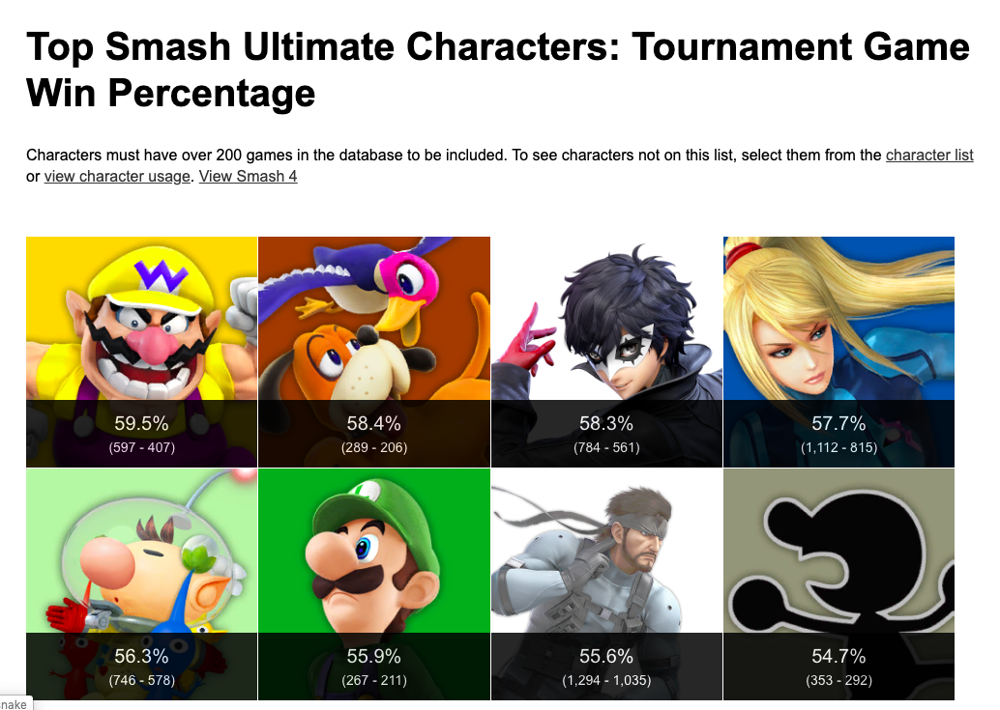 Top Smash Ultimate Characters: Tournament Game
Win Percentage
Characters must have over 200 games in the database to be included. To see characters not on this list, select them from the character list
or view character usage. View Smash 4
W
59.5%
(597 - 407)
58.4%
(289 - 206)
58.3%
(784 - 561)
57.7%
(1,112 - 815)
56.3%
(746 - 578)
55.9%
(267 - 211)
55.6%
(1,294 - 1,035)
54.7%
(353 - 292)
nake